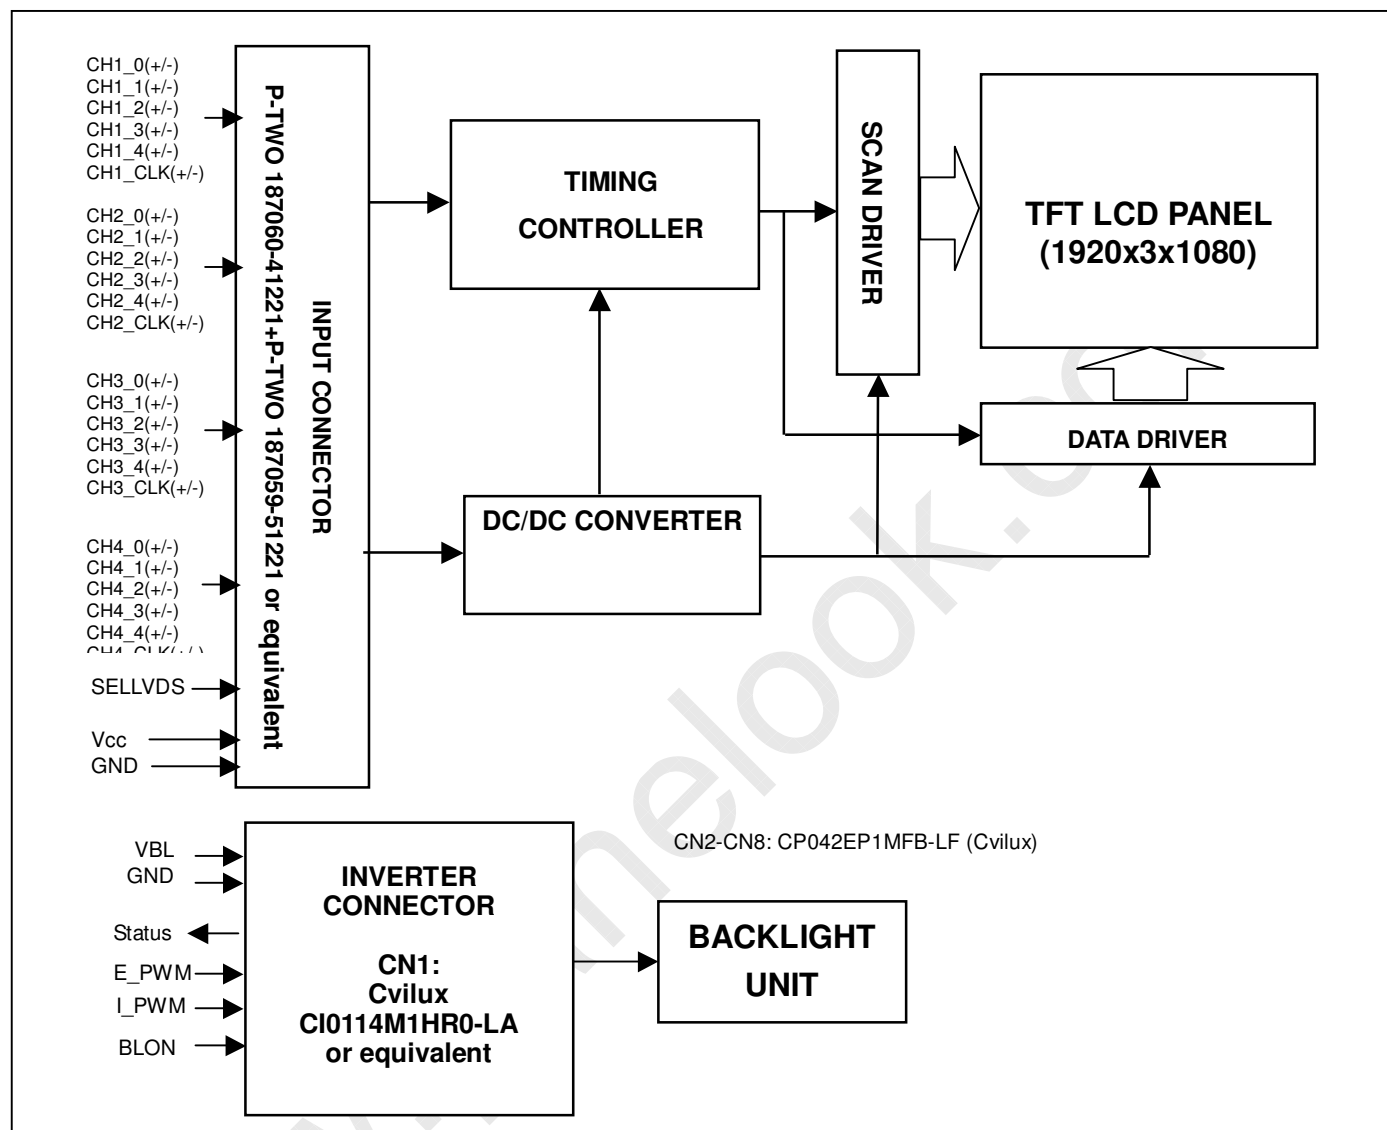 CH1_0(+/-)
CH1_1(+/-)
CH1_2(+/-)
CH1_3(+/-)
CH1_4(+/-)
CH1_CLK(+/-)
CH2_0(+/-)
CH2_1(+/-)
CH2_2(+/-)
CH2_3(+/-)
CH2_4(+/-)
CH2_CLK(+/-)
CH3_0(+/-)
CH3_1(+/-)
CH3_2(+/-)
CH3_3(+/-)
CH3_4(+/-)
CH3_CLK(+/-)
CH4_0(+/-)
CH4_1(+/-)
CH4_2(+/-)
CH4_3(+/-)
CH4_4(+/-)
CH4_CLK(+/-)
SELLVDS
Vcc
GND
INPUT CONNECTOR
P-TWO 187060-41221+P-TWO 187059-51221 or equivalent
TIMING
CONTROLLER
SCAN DRIVER
TFT LCD PANEL
(1920x3x1080)
DATA DRIVER
DC/DC CONVERTER
VBL
GND
Status
E_PWM
I_PWM
BLON
INVERTER
CONNECTOR
CN1:
Cvilux
CI0114M1HR0-LA
or equivalent
CN2-CN8: CP042EP1MFB-LF (Cvilux)
BACKLIGHT
UNIT